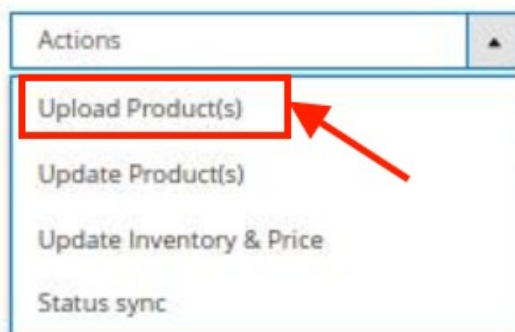 Actions
Upload Product(s)
Update Product(s)
Update Inventory & Price
Status sync